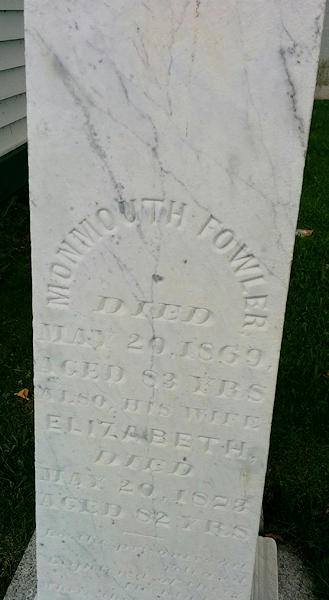 MONMOUTH FOWLER
DIED
MAY 20, 1869,
AGED 83 YRS
ALSO, HIS WIFE
ELIZABETH,
DIED
MAY 20, 1873
AGED 82 YRS